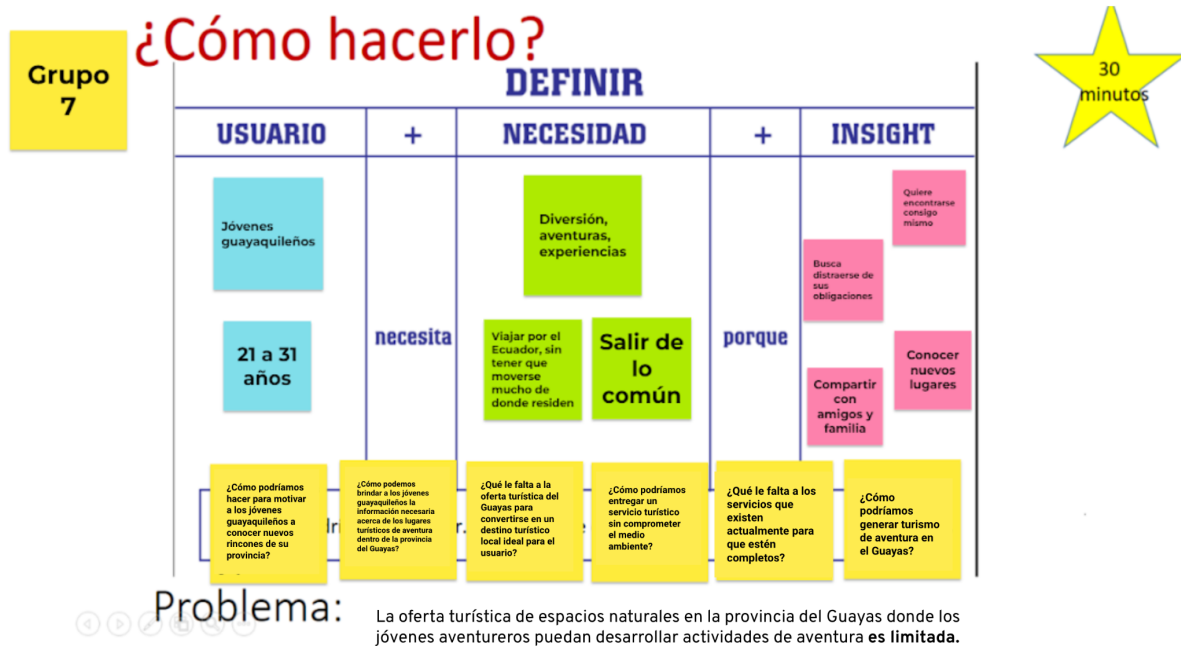 ¿Cómo hacerlo?
Grupo
7
30
minutos
DEFINIR
USUARIO
+
NECESIDAD
+
INSIGHT
Jóvenes
guayaquileños
21 a 31
años
necesita
Diversión,
aventuras,
experiencias
Viajar por el
Ecuador, sin
tener que
moverse
mucho de
donde residen
Salir de
lo
común
porque
Quiere
encontrarse
consigo
mismo
Busca
distraerse de
sus
obligaciones
Conocer
nuevos
lugares
Compartir
con
amigos y
familia
¿Cómo podríamos
hacer para motivar
a los jóvenes
guayaquileños a
conocer nuevos
rincones de su
provincia?
¿Cómo podemos
brindar a los jóvenes
guayaquileños la
información necesaria
acerca de los lugares
turísticos de aventura
dentro de la provincia
del Guayas?
¿Qué le falta a la
oferta turística del
Guayas para
convertirse en un
destino turístico
local ideal para el
usuario?
¿Cómo podríamos
entregar un
servicio turístico
sin comprometer
el medio
ambiente?
¿Qué le falta a los
servicios que
existen
actualmente para
que estén
completos?
¿Cómo
podríamos
generar turismo
de aventura en
el Guayas?
Problema:
La oferta turística de espacios naturales en la provincia del Guayas donde los
jóvenes aventureros puedan desarrollar actividades de aventura es limitada.